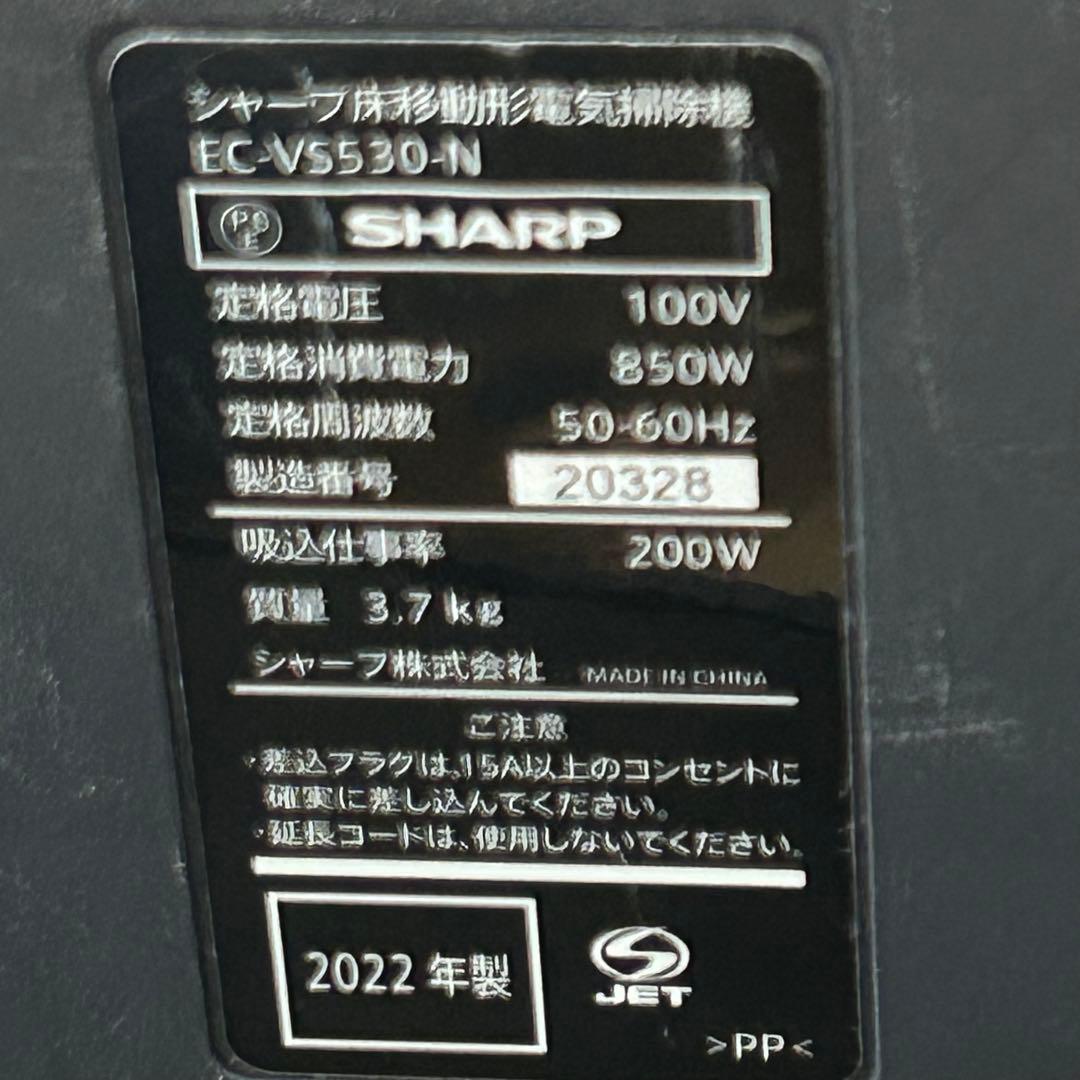 シャープ床移動形電気掃除機
EC-VS530-N
PSE SHARP
定格電圧 100V
定格消費電力 850W
定格周波数 50-60Hz
製造番号 20328
吸込仕事率 200W
質量 3.7kg
シャープ株式会社 MADE IN CHINA
ご注意
・差込プラグは、15A以上のコンセントに
確実に差し込んでください。
・延長コードは、使用しないでください。
2022年製
S JET
>PP<